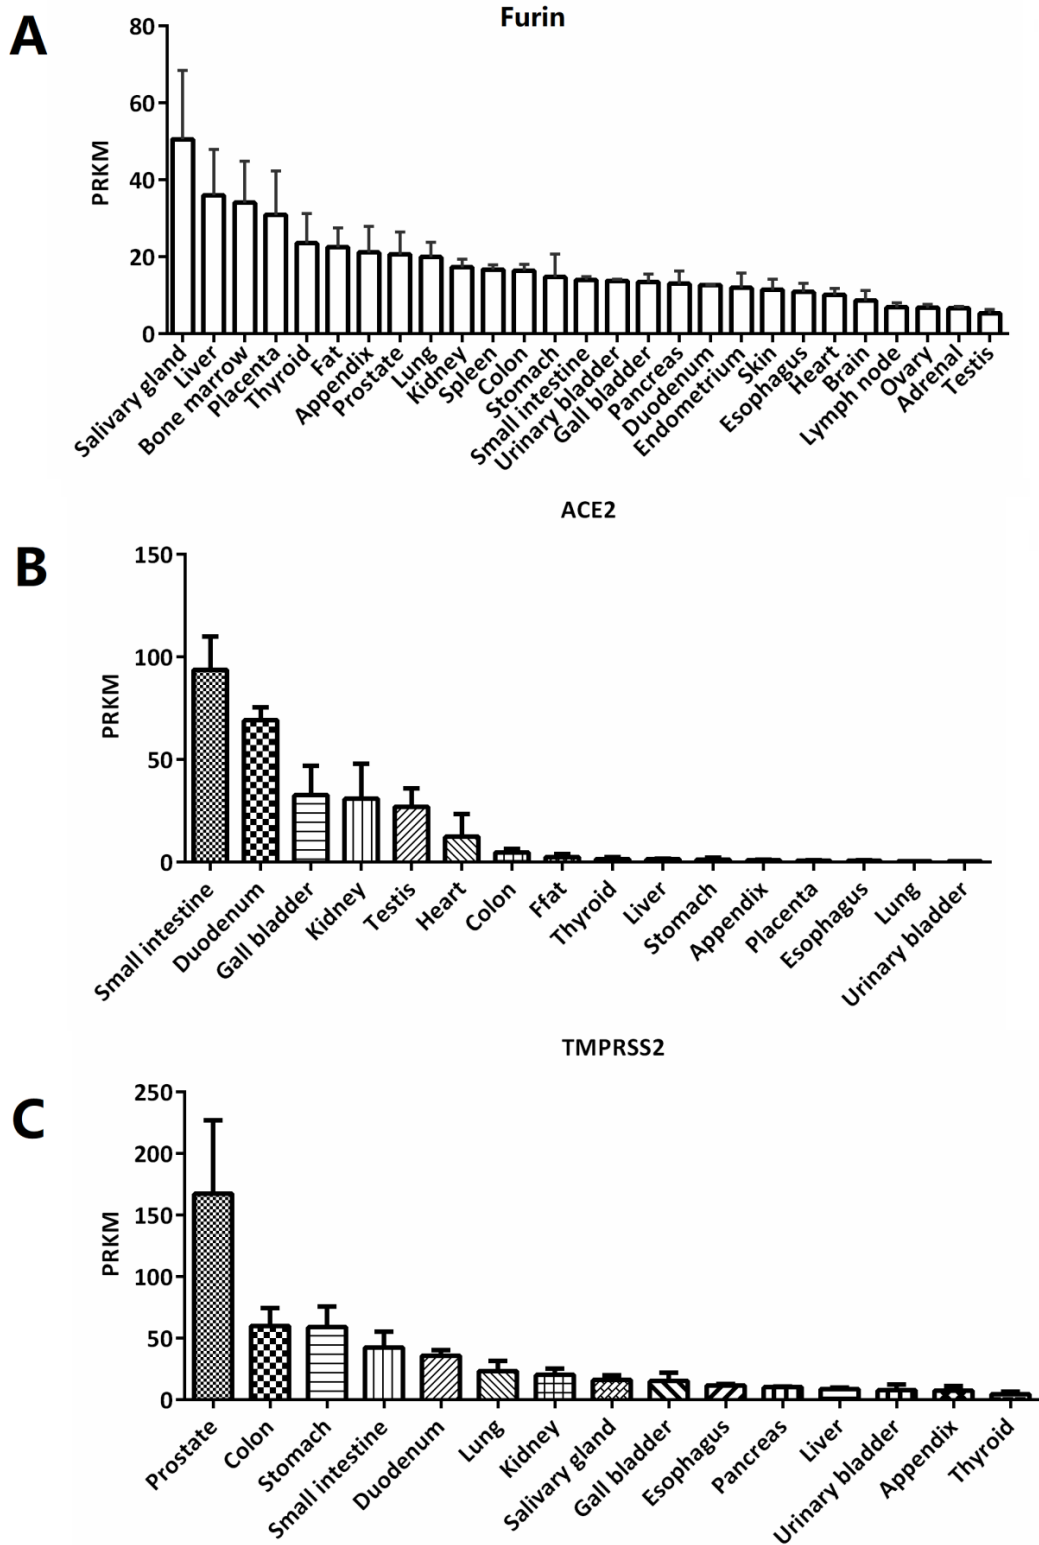 A
Furin
PRKM
80
60
40
20
0
Salivary gland
Liver
Bone marrow
Placenta
Thyroid
Fat
Appendix
Prostate
Lung
Kidney
Spleen
Colon
Stomach
Small intestine
Urinary bladder
Gall bladder
Pancreas
Duodenum
Endometrium
Skin
Esophagus
Heart
Brain
Lymph node
Ovary
Adrenal
Testis
B
ACE2
PRKM
150
100
50
0
Small intestine
Duodenum
Gall bladder
Kidney
Testis
Heart
Colon
Ffat
Thyroid
Liver
Stomach
Appendix
Placenta
Esophagus
Lung
Urinary bladder
C
TMPRSS2
PRKM
250
200
150
100
50
0
Prostate
Colon
Stomach
Small intestine
Duodenum
Lung
Kidney
Salivary gland
Gall bladder
Esophagus
Pancreas
Liver
Urinary bladder
Appendix
Thyroid